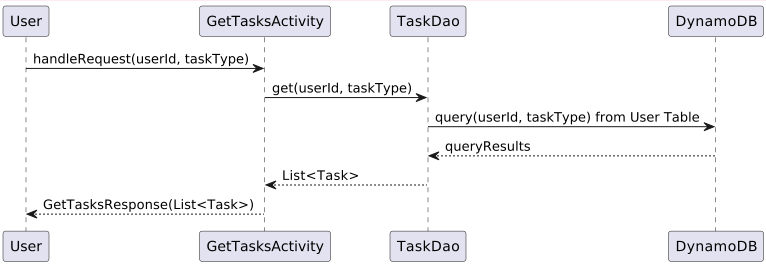 User GetTasksActivity TaskDao DynamoDB
handleRequest(userId, taskType)
get(userId, taskType)
query(userId, taskType) from User Table
queryResults
List<Task>
GetTasksResponse(List<Task>)
User GetTasksActivity TaskDao DynamoDB